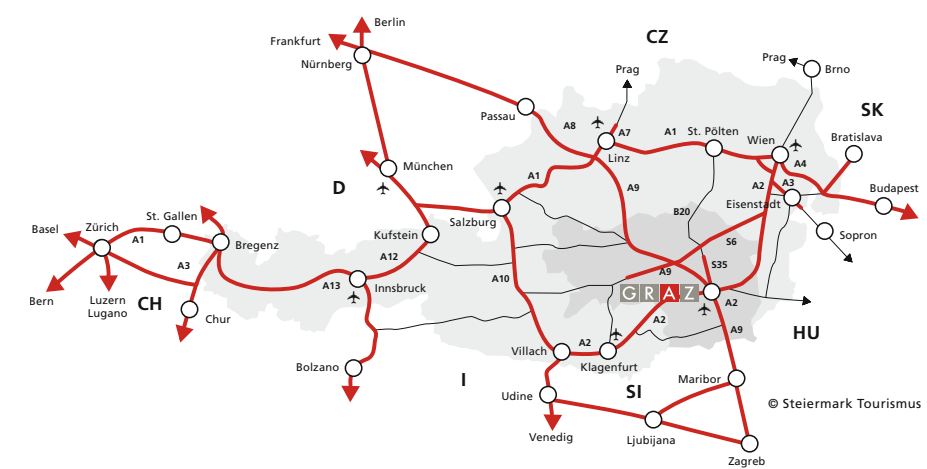 Berlin
Frankfurt
Nürnberg
CZ
Prag
Prag
Brno
Passau
A8
A7
A1
St. Pölten
Wien
SK
Bratislava
Linz
München
D
A1
A9
A4
A2
A3
Eisenstadt
Budapest
Salzburg
B20
Sopron
St. Gallen
Zürich
Basel
A1
Bregenz
Kufstein
A12
S6
A3
A13
Innsbruck
A10
A9
S35
GRAZ
A2
Bern
Luzern
Lugano
CH
Chur
A2
A9
HU
Villach
A2
Klagenfurt
Bolzano
I
Udine
SI
Maribor
© Steiermark Tourismus
Venedig
Ljubijana
Zagreb